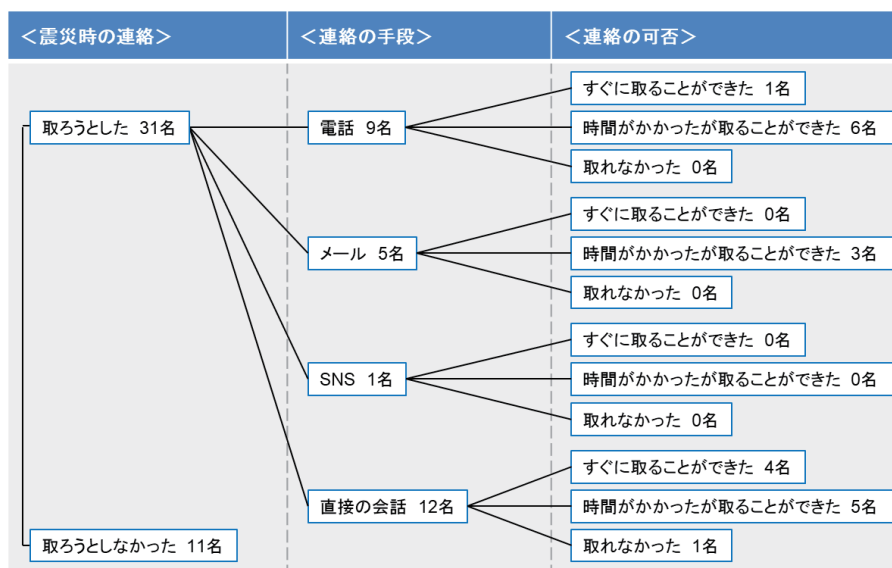 <震災時の連絡>
<連絡の手段>
<連絡の可否>
取ろうとした 31名
電話 9名
すぐに取ることができた 1名
時間がかかったが取ることができた 6名
取れなかった 0名
メール 5名
すぐに取ることができた 0名
時間がかかったが取ることができた 3名
取れなかった 0名
SNS 1名
すぐに取ることができた 0名
時間がかかったが取ることができた 0名
取れなかった 0名
直接の会話 12名
すぐに取ることができた 4名
時間がかかったが取ることができた 5名
取れなかった 1名
取ろうとしなかった 11名